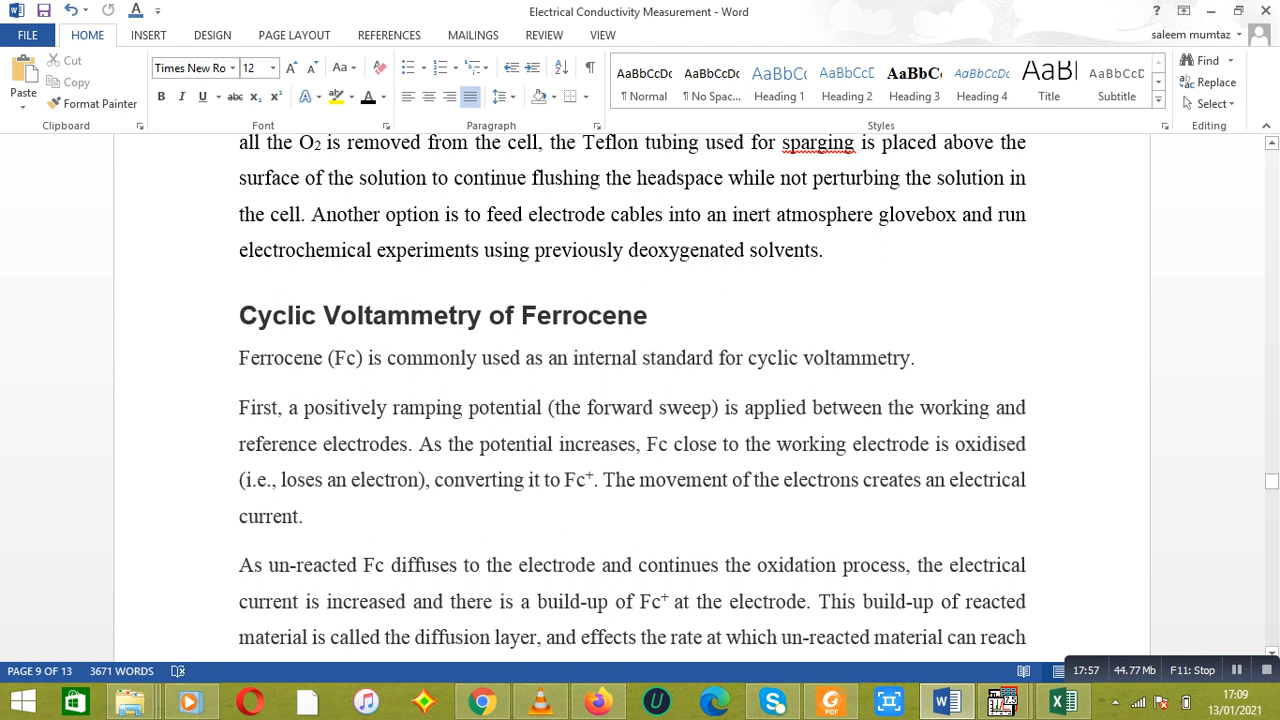 Electrical Conductivity Measurement - Word
FILE HOME INSERT DESIGN PAGE LAYOUT REFERENCES MAILINGS REVIEW VIEW saleem mumtaz
Paste Cut Copy Format Painter
Clipboard
Times New Ro 12
Font
Paragraph
AaBbCcDc AaBbCcDc AaBbCc AaBbCcDc AaBbC AaBbCcDc AaBl AaBbCcDc
¶ Normal ¶ No Spac... Heading 1 Heading 2 Heading 3 Heading 4 Title Subtitle
Styles
Find
Replace
Select
Editing
all the O2 is removed from the cell, the Teflon tubing used for sparging is placed above the
surface of the solution to continue flushing the headspace while not perturbing the solution in
the cell. Another option is to feed electrode cables into an inert atmosphere glovebox and run
electrochemical experiments using previously deoxygenated solvents.
Cyclic Voltammetry of Ferrocene
Ferrocene (Fc) is commonly used as an internal standard for cyclic voltammetry.
First, a positively ramping potential (the forward sweep) is applied between the working and
reference electrodes. As the potential increases, Fc close to the working electrode is oxidised
(i.e., loses an electron), converting it to Fc+. The movement of the electrons creates an electrical
current.
As un-reacted Fc diffuses to the electrode and continues the oxidation process, the electrical
current is increased and there is a build-up of Fc+ at the electrode. This build-up of reacted
material is called the diffusion layer, and effects the rate at which un-reacted material can reach
PAGE 9 OF 13 3671 WORDS
17:57 44.77 Mb F11: Stop
17:09
13/01/2021